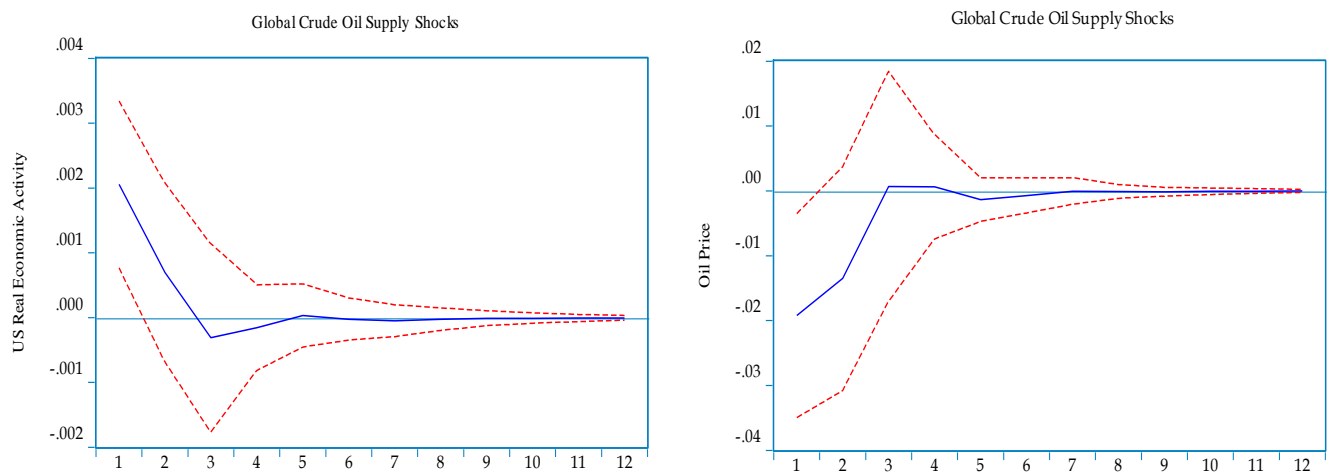 Global Crude Oil Supply Shocks
.004
.003
.002
.001
.000
-.001
-.002
US Real Economic Activity
1 2 3 4 5 6 7 8 9 10 11 12
Global Crude Oil Supply Shocks
.02
.01
.00
-.01
-.02
-.03
-.04
Oil Price
1 2 3 4 5 6 7 8 9 10 11 12